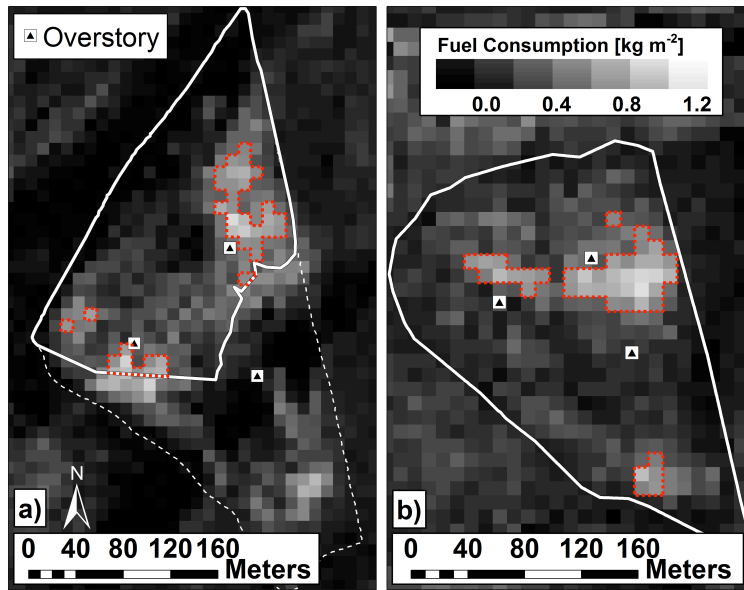 Overstory
Fuel Consumption [kg m-2]
0.0 0.4 0.8 1.2
N
a)
0 40 80 120 160
Meters
b)
0 40 80 120 160
Meters